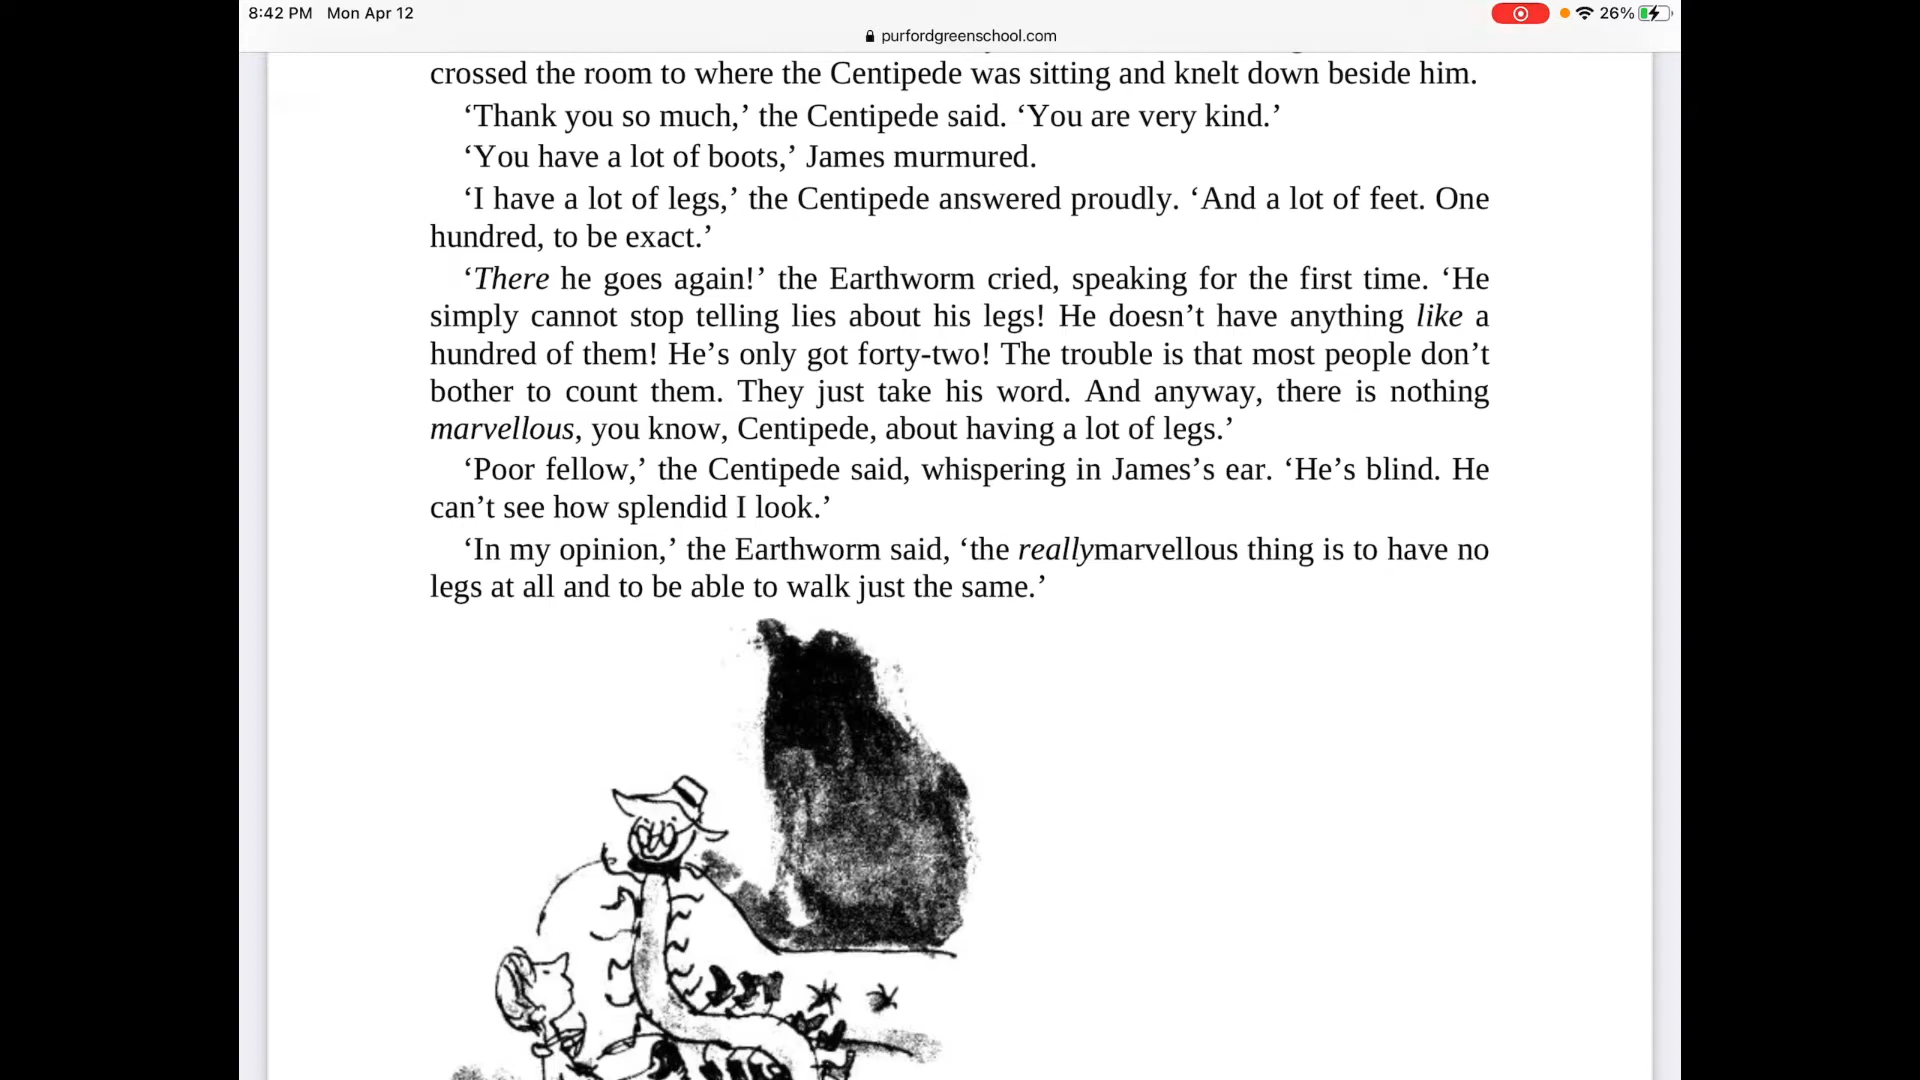 8:42 PM Mon Apr 12
26%
purfordgreenschool.com
crossed the room to where the Centipede was sitting and knelt down beside him.
‘Thank you so much,’ the Centipede said. ‘You are very kind.’
‘You have a lot of boots,’ James murmured.
‘I have a lot of legs,’ the Centipede answered proudly. ‘And a lot of feet. One
hundred, to be exact.’
‘There he goes again!’ the Earthworm cried, speaking for the first time. ‘He
simply cannot stop telling lies about his legs! He doesn’t have anything like a
hundred of them! He’s only got forty-two! The trouble is that most people don’t
bother to count them. They just take his word. And anyway, there is nothing
marvellous, you know, Centipede, about having a lot of legs.’
‘Poor fellow,’ the Centipede said, whispering in James’s ear. ‘He’s blind. He
can’t see how splendid I look.’
‘In my opinion,’ the Earthworm said, ‘the reallymarvellous thing is to have no
legs at all and to be able to walk just the same.’